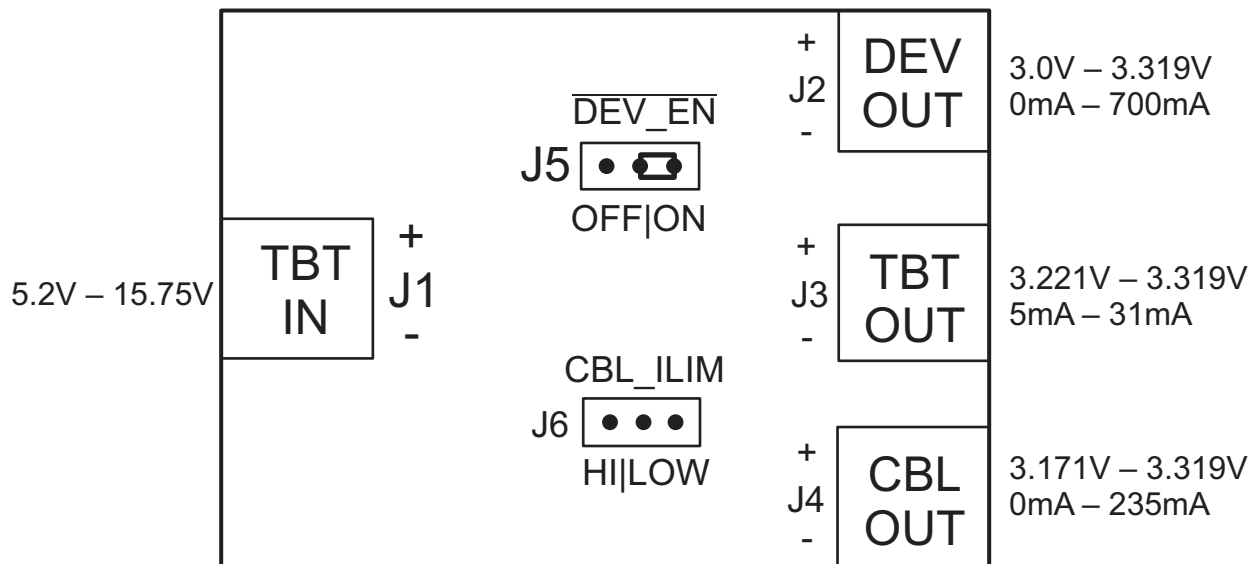 5.2V – 15.75V
TBT
IN
+
J1
-
DEV_EN
J5
OFF|ON
CBL_ILIM
J6
HI|LOW
+
J2
-
DEV
OUT
3.0V – 3.319V
0mA – 700mA
+
J3
-
TBT
OUT
3.221V – 3.319V
5mA – 31mA
+
J4
-
CBL
OUT
3.171V – 3.319V
0mA – 235mA